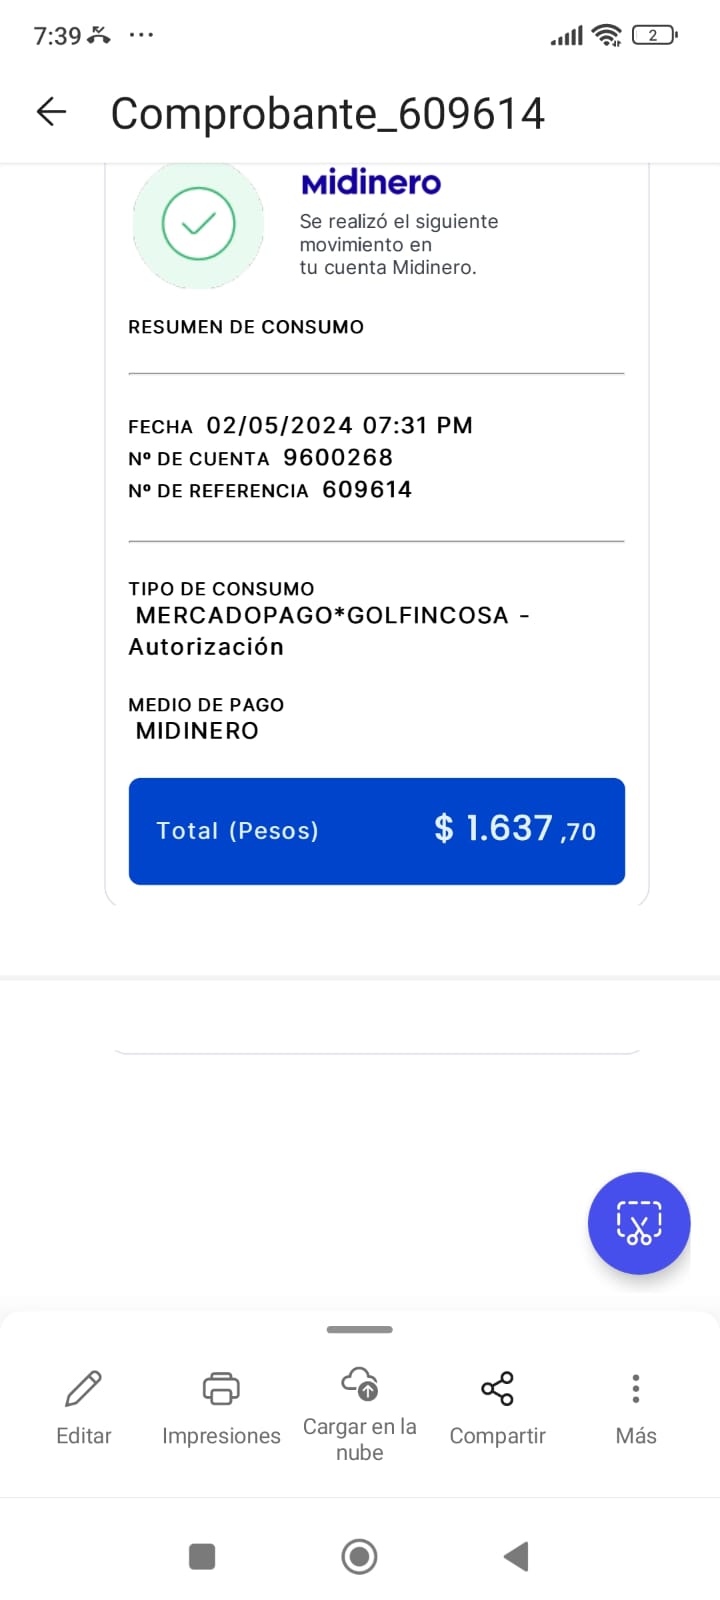 7:39 ... 2
Comprobante_609614
Midinero
Se realizó el siguiente
movimiento en
tu cuenta Midinero.
RESUMEN DE CONSUMO
FECHA 02/05/2024 07:31 PM
Nº DE CUENTA 9600268
Nº DE REFERENCIA 609614
TIPO DE CONSUMO
MERCADOPAGO*GOLFINCOSA -
Autorización
MEDIO DE PAGO
MIDINERO
Total (Pesos) $ 1.637 ,70
Editar
Impresiones
Cargar en la
nube
Compartir
Más